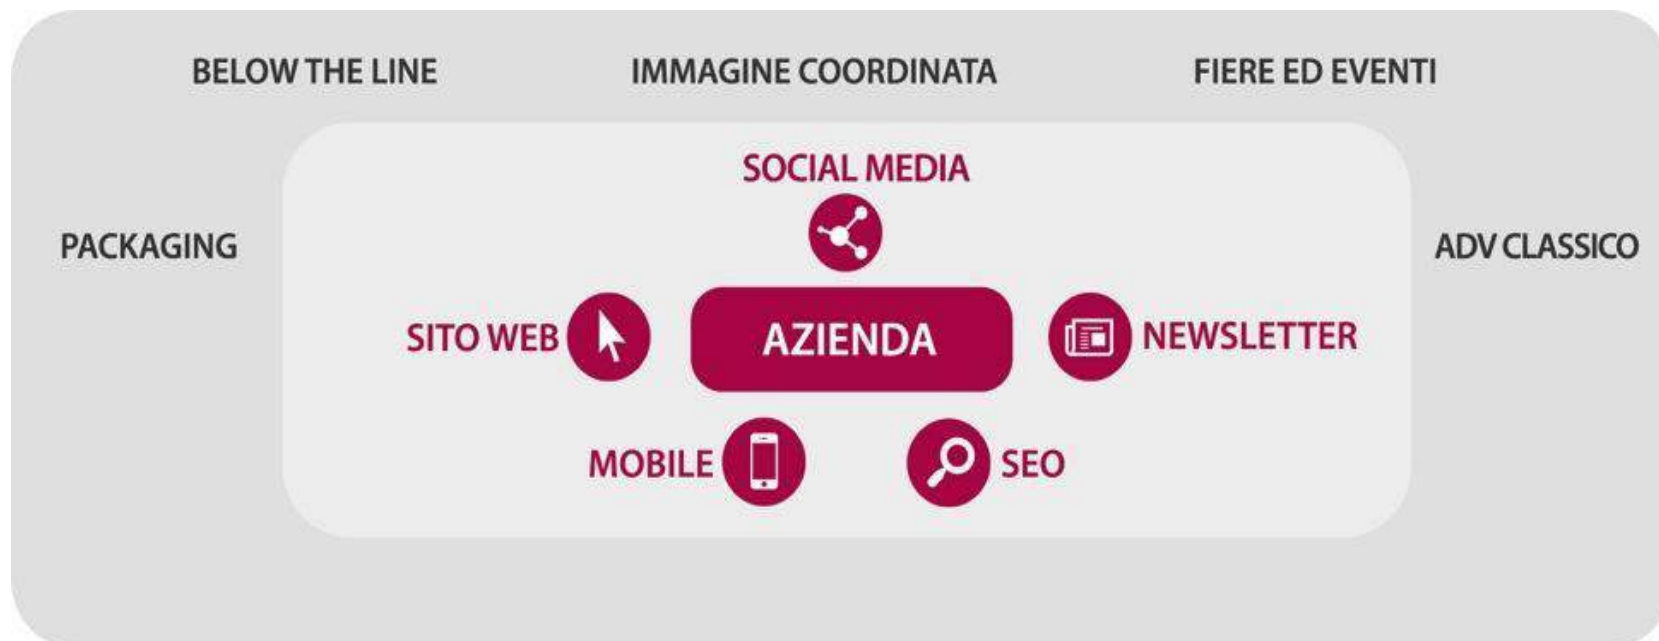 BELOW THE LINE
IMMAGINE COORDINATA
FIERE ED EVENTI
SOCIAL MEDIA
PACKAGING
ADV CLASSICO
SITO WEB
AZIENDA
NEWSLETTER
MOBILE
SEO